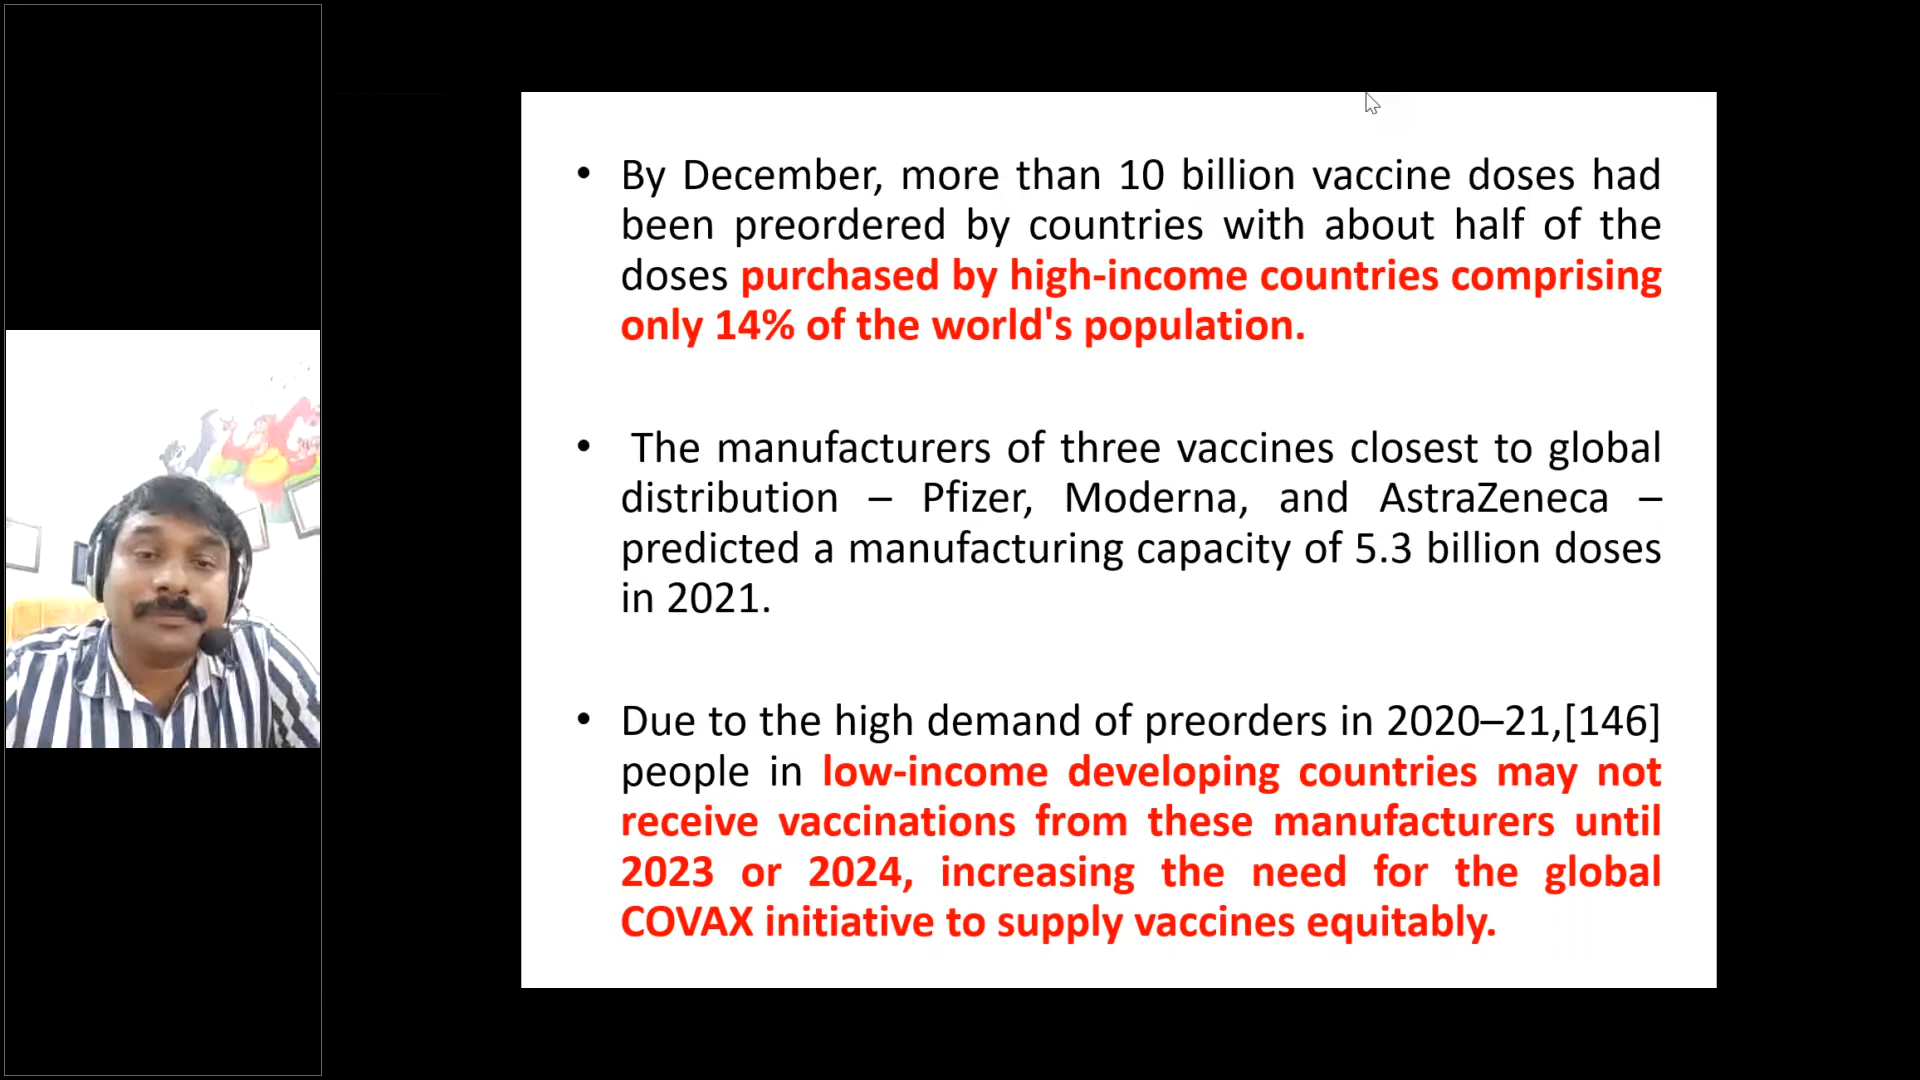 • By December, more than 10 billion vaccine doses had
been preordered by countries with about half of the
doses purchased by high-income countries comprising
only 14% of the world's population.
• The manufacturers of three vaccines closest to global
distribution – Pfizer, Moderna, and AstraZeneca –
predicted a manufacturing capacity of 5.3 billion doses
in 2021.
• Due to the high demand of preorders in 2020–21,[146]
people in low-income developing countries may not
receive vaccinations from these manufacturers until
2023 or 2024, increasing the need for the global
COVAX initiative to supply vaccines equitably.